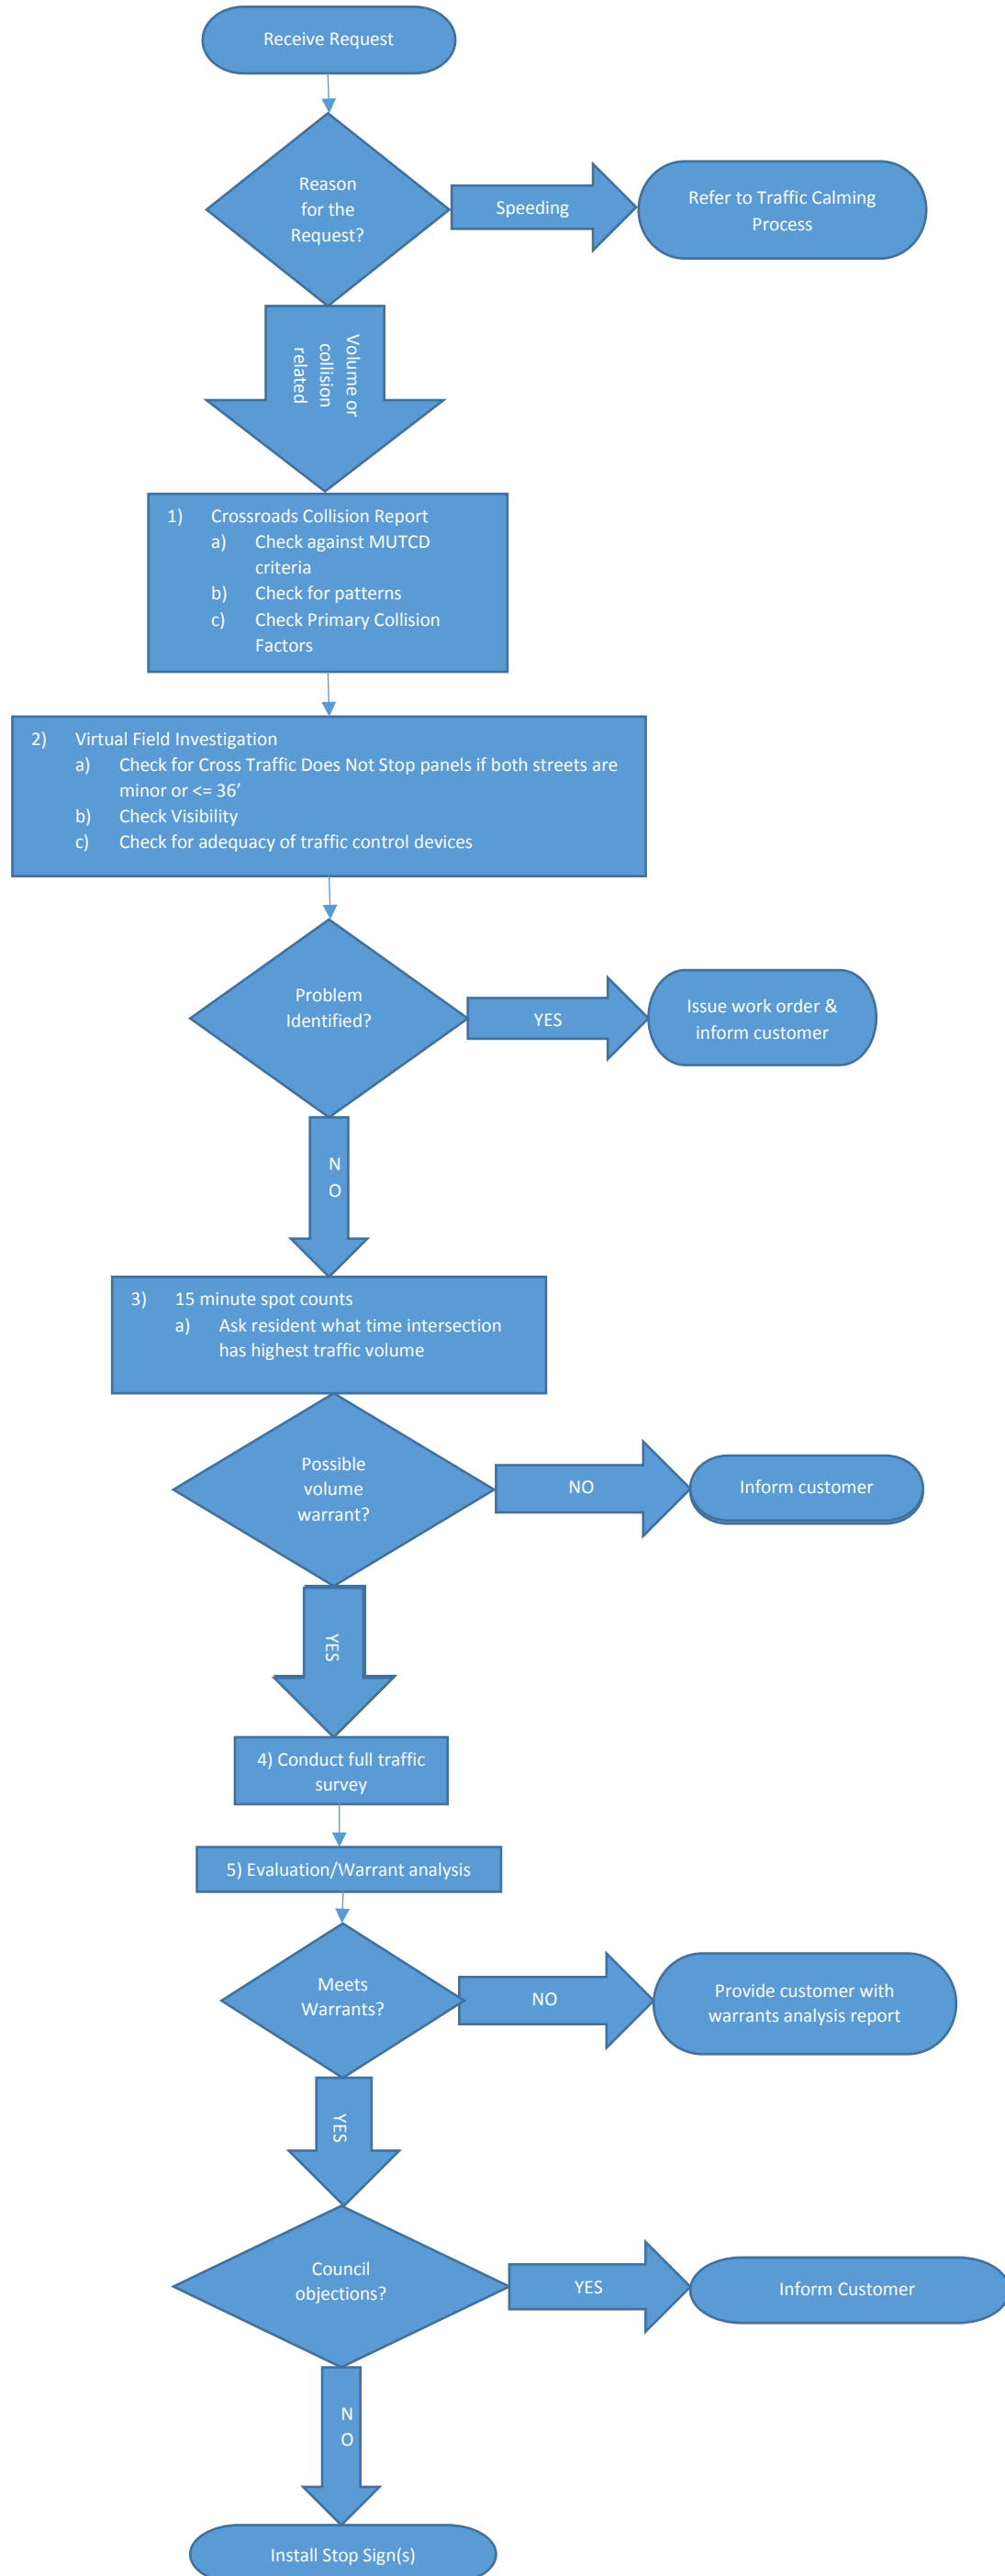 Receive Request
Reason
for the
Request?
Speeding
Refer to Traffic Calming
Process
Volume or
collision
related
1) Crossroads Collision Report
a) Check against MUTCD
criteria
b) Check for patterns
c) Check Primary Collision
Factors
2) Virtual Field Investigation
a) Check for Cross Traffic Does Not Stop panels if both streets are
minor or <= 36’
b) Check Visibility
c) Check for adequacy of traffic control devices
Problem
Identified?
YES
Issue work order &
inform customer
N
O
3) 15 minute spot counts
a) Ask resident what time intersection
has highest traffic volume
Possible
volume
warrant?
NO
Inform customer
YES
4) Conduct full traffic
survey
5) Evaluation/Warrant analysis
Meets
Warrants?
NO
Provide customer with
warrants analysis report
YES
Council
objections?
YES
Inform Customer
N
O
Install Stop Sign(s)